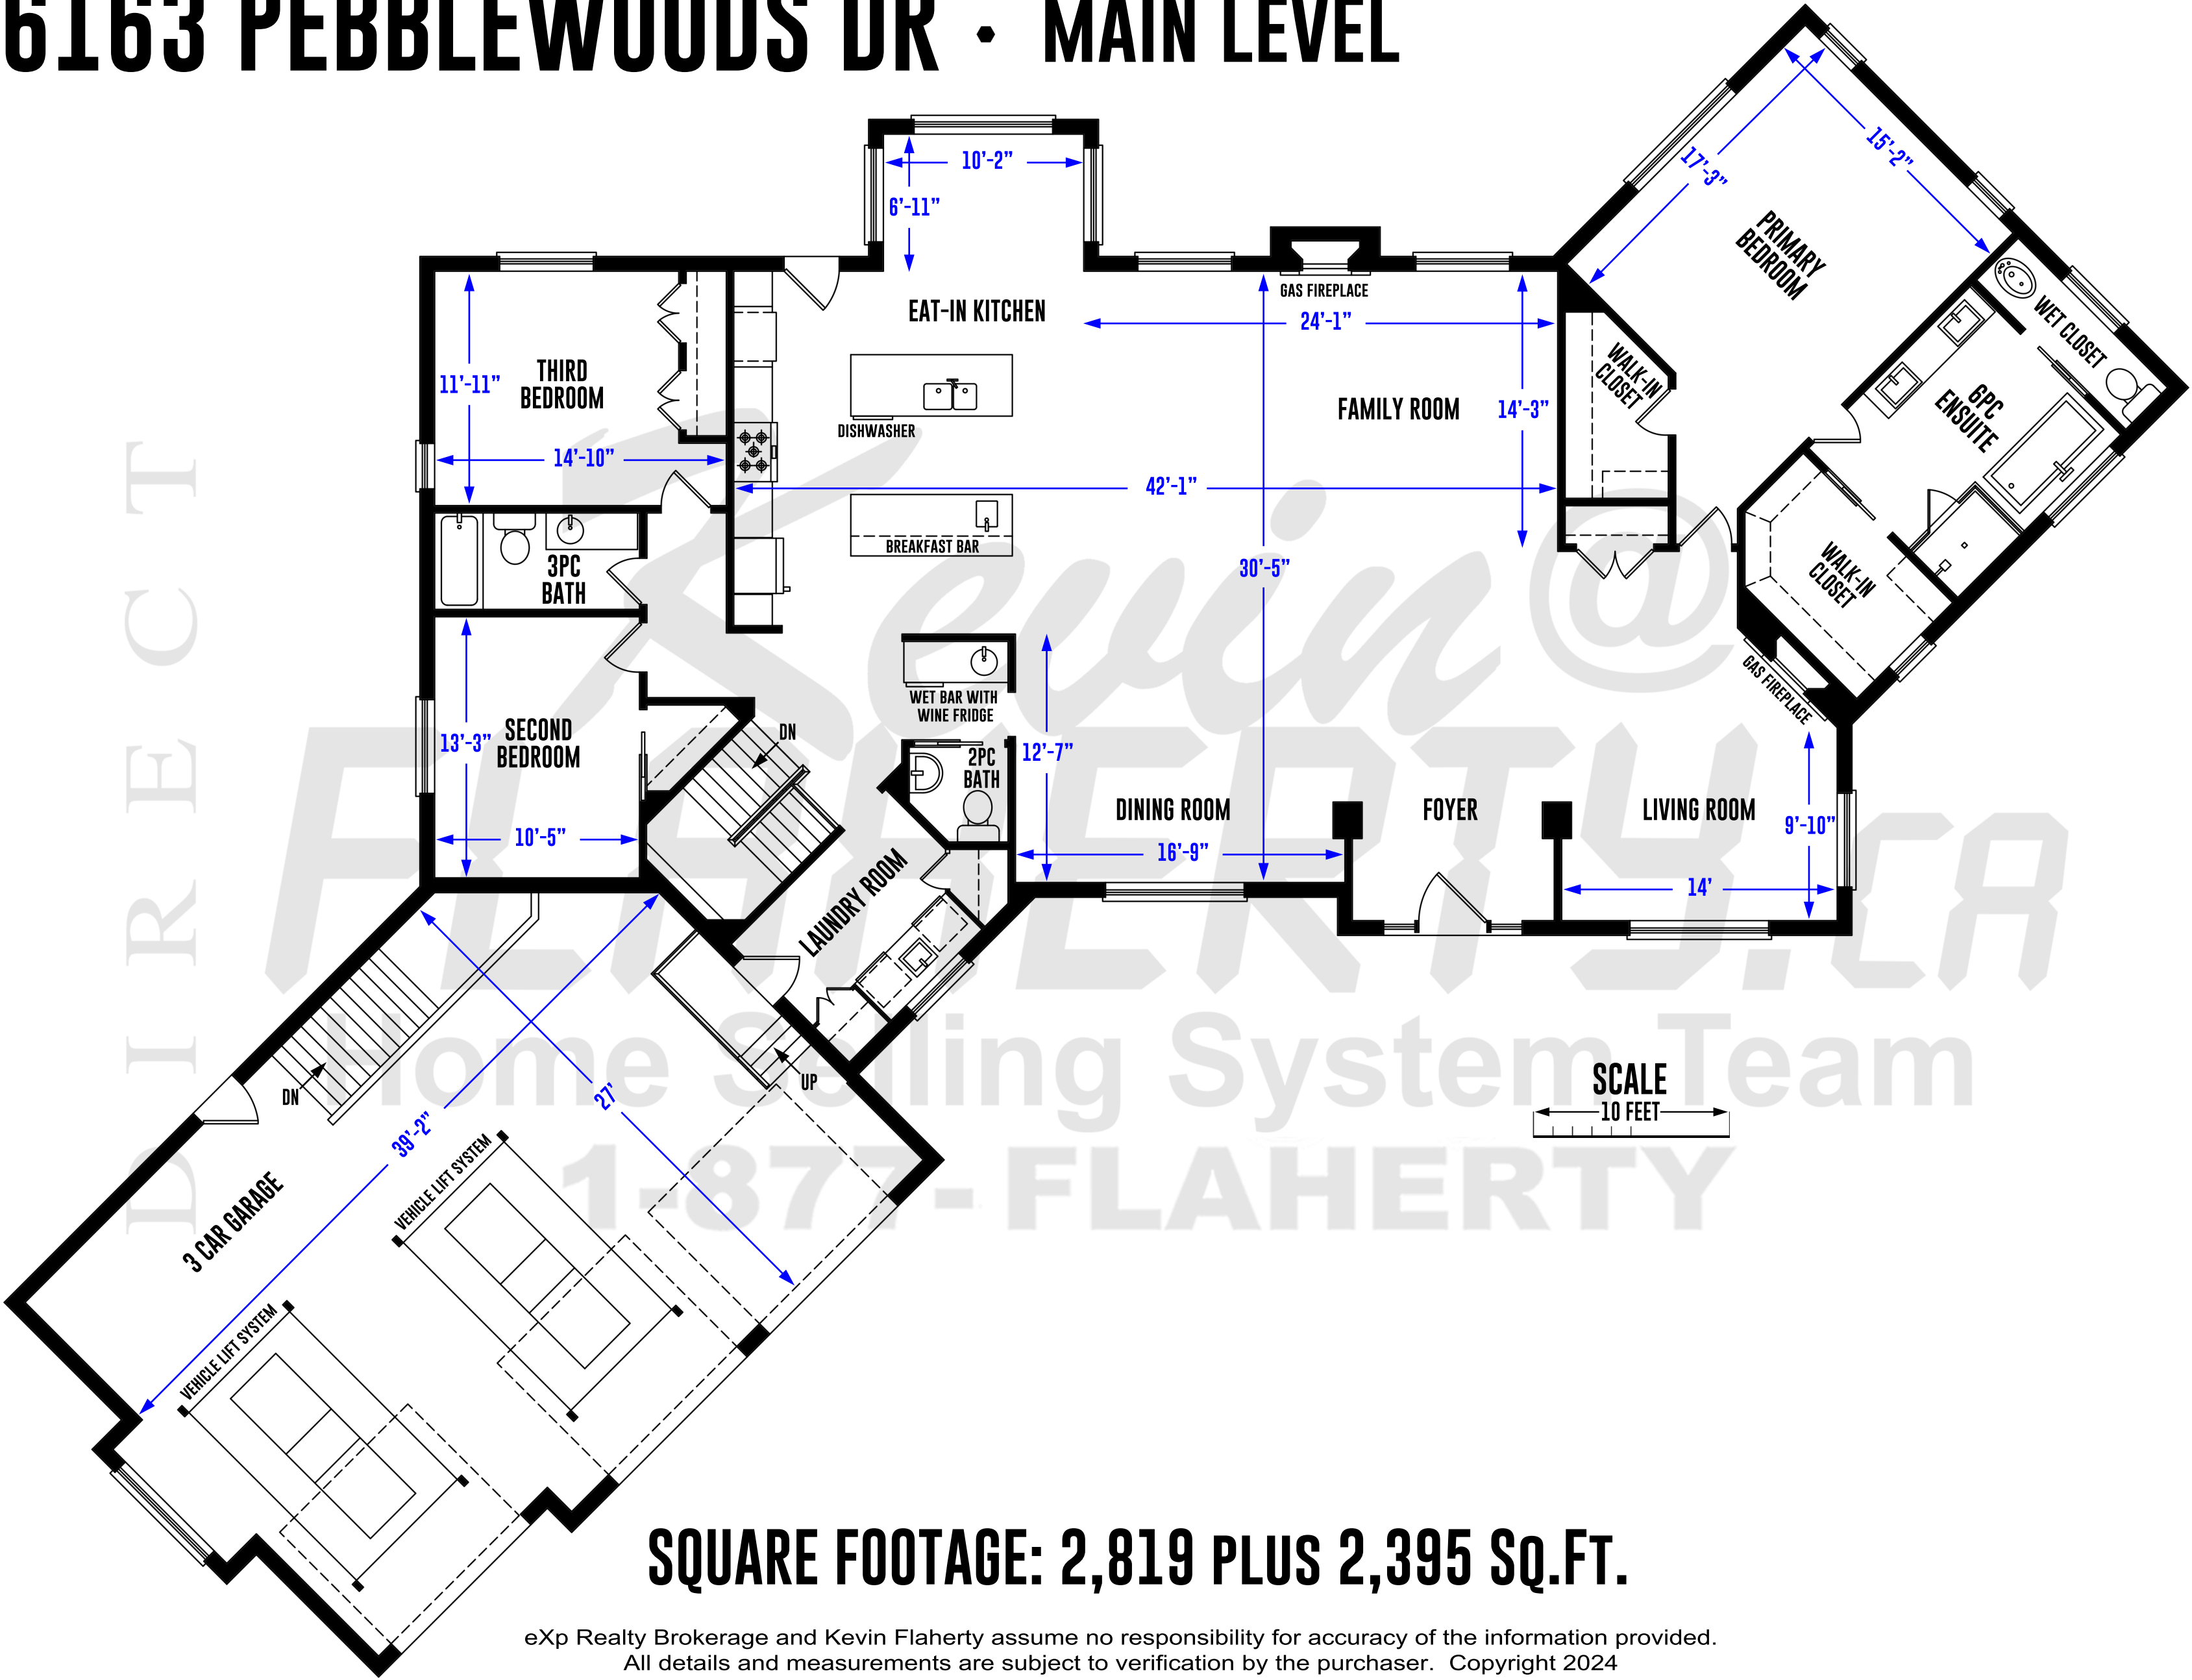 6163 PEBBLEWOODS DR • MAIN LEVEL
10'-2"
6'-11"
15'-2"
17'-3"
PRIMARY
BEDROOM
GAS FIREPLACE
EAT-IN KITCHEN
24'-1"
WET CLOSET
THIRD
BEDROOM
11'-11"
14'-10"
WALK-IN
CLOSET
6PC
ENSUITE
FAMILY ROOM
14'-3"
DISHWASHER
42'-1"
BREAKFAST BAR
3PC
BATH
30'-5"
WALK-IN
CLOSET
GAS FIREPLACE
WET BAR WITH
WINE FRIDGE
SECOND
BEDROOM
13'-3"
10'-5"
DN
2PC
BATH
12'-7"
DINING ROOM
16'-9"
FOYER
LIVING ROOM
9'-10"
14'
LAUNDRY ROOM
DN
UP
27'
39'-2"
3 CAR GARAGE
VEHICLE LIFT SYSTEM
VEHICLE LIFT SYSTEM
SCALE
10 FEET
DIRECT
Kevin@
FLAHERTY.CA
Home Selling System Team
1-877-FLAHERTY
SQUARE FOOTAGE: 2,819 PLUS 2,395 SQ.FT.
eXp Realty Brokerage and Kevin Flaherty assume no responsibility for accuracy of the information provided.
All details and measurements are subject to verification by the purchaser. Copyright 2024